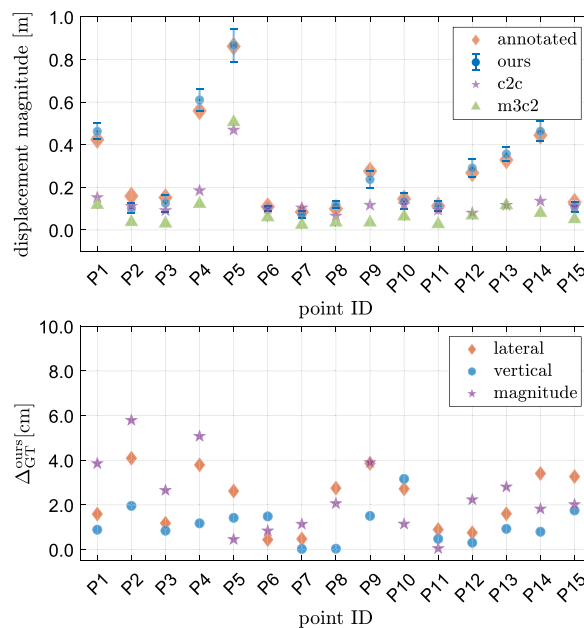 displacement magnitude [m]
1.0
0.8
0.6
0.4
0.2
0.0
annotated
ours
c2c
m3c2
P1 P2 P3 P4 P5 P6 P7 P8 P9 P10 P11 P12 P13 P14 P15
point ID
Δ^ours_GT [cm]
10.0
8.0
6.0
4.0
2.0
0.0
lateral
vertical
magnitude
P1 P2 P3 P4 P5 P6 P7 P8 P9 P10 P11 P12 P13 P14 P15
point ID